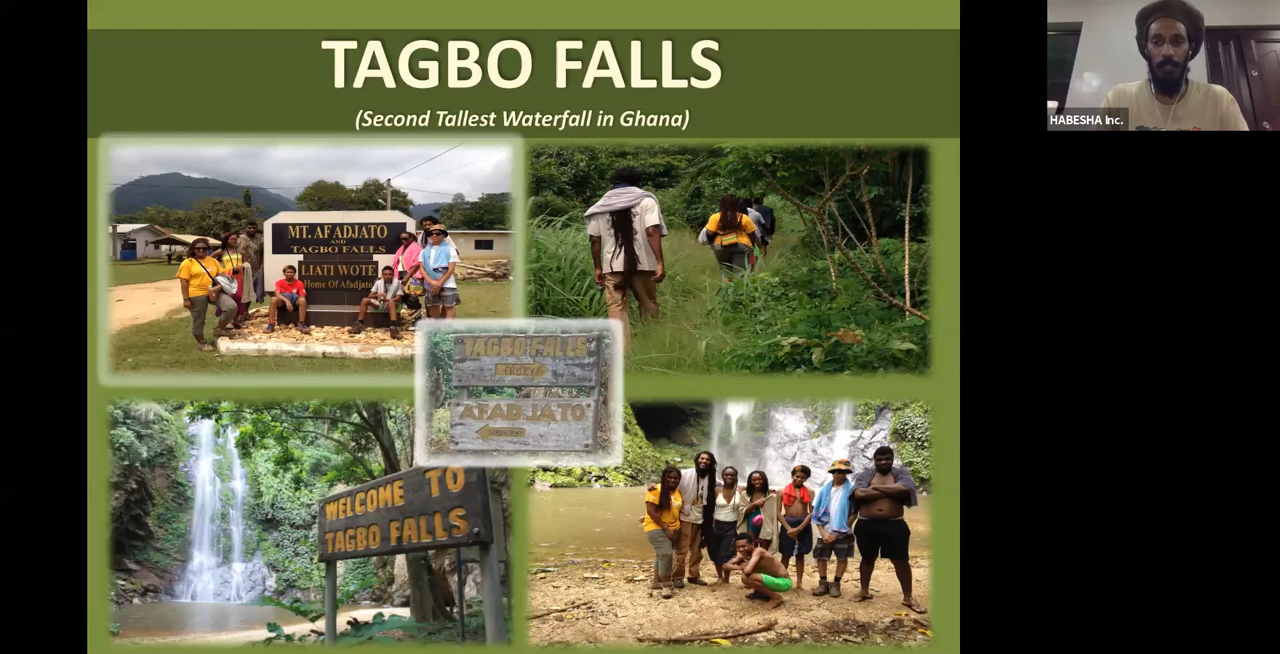 TAGBO FALLS
(Second Tallest Waterfall in Ghana)
HABESHA Inc.
MT. AFADJATO
AND
TAGBO FALLS
LIATI WOTE
Home Of Afadjato
TAGBO FALLS
AFADJATO
WELCOME TO
TAGBO FALLS